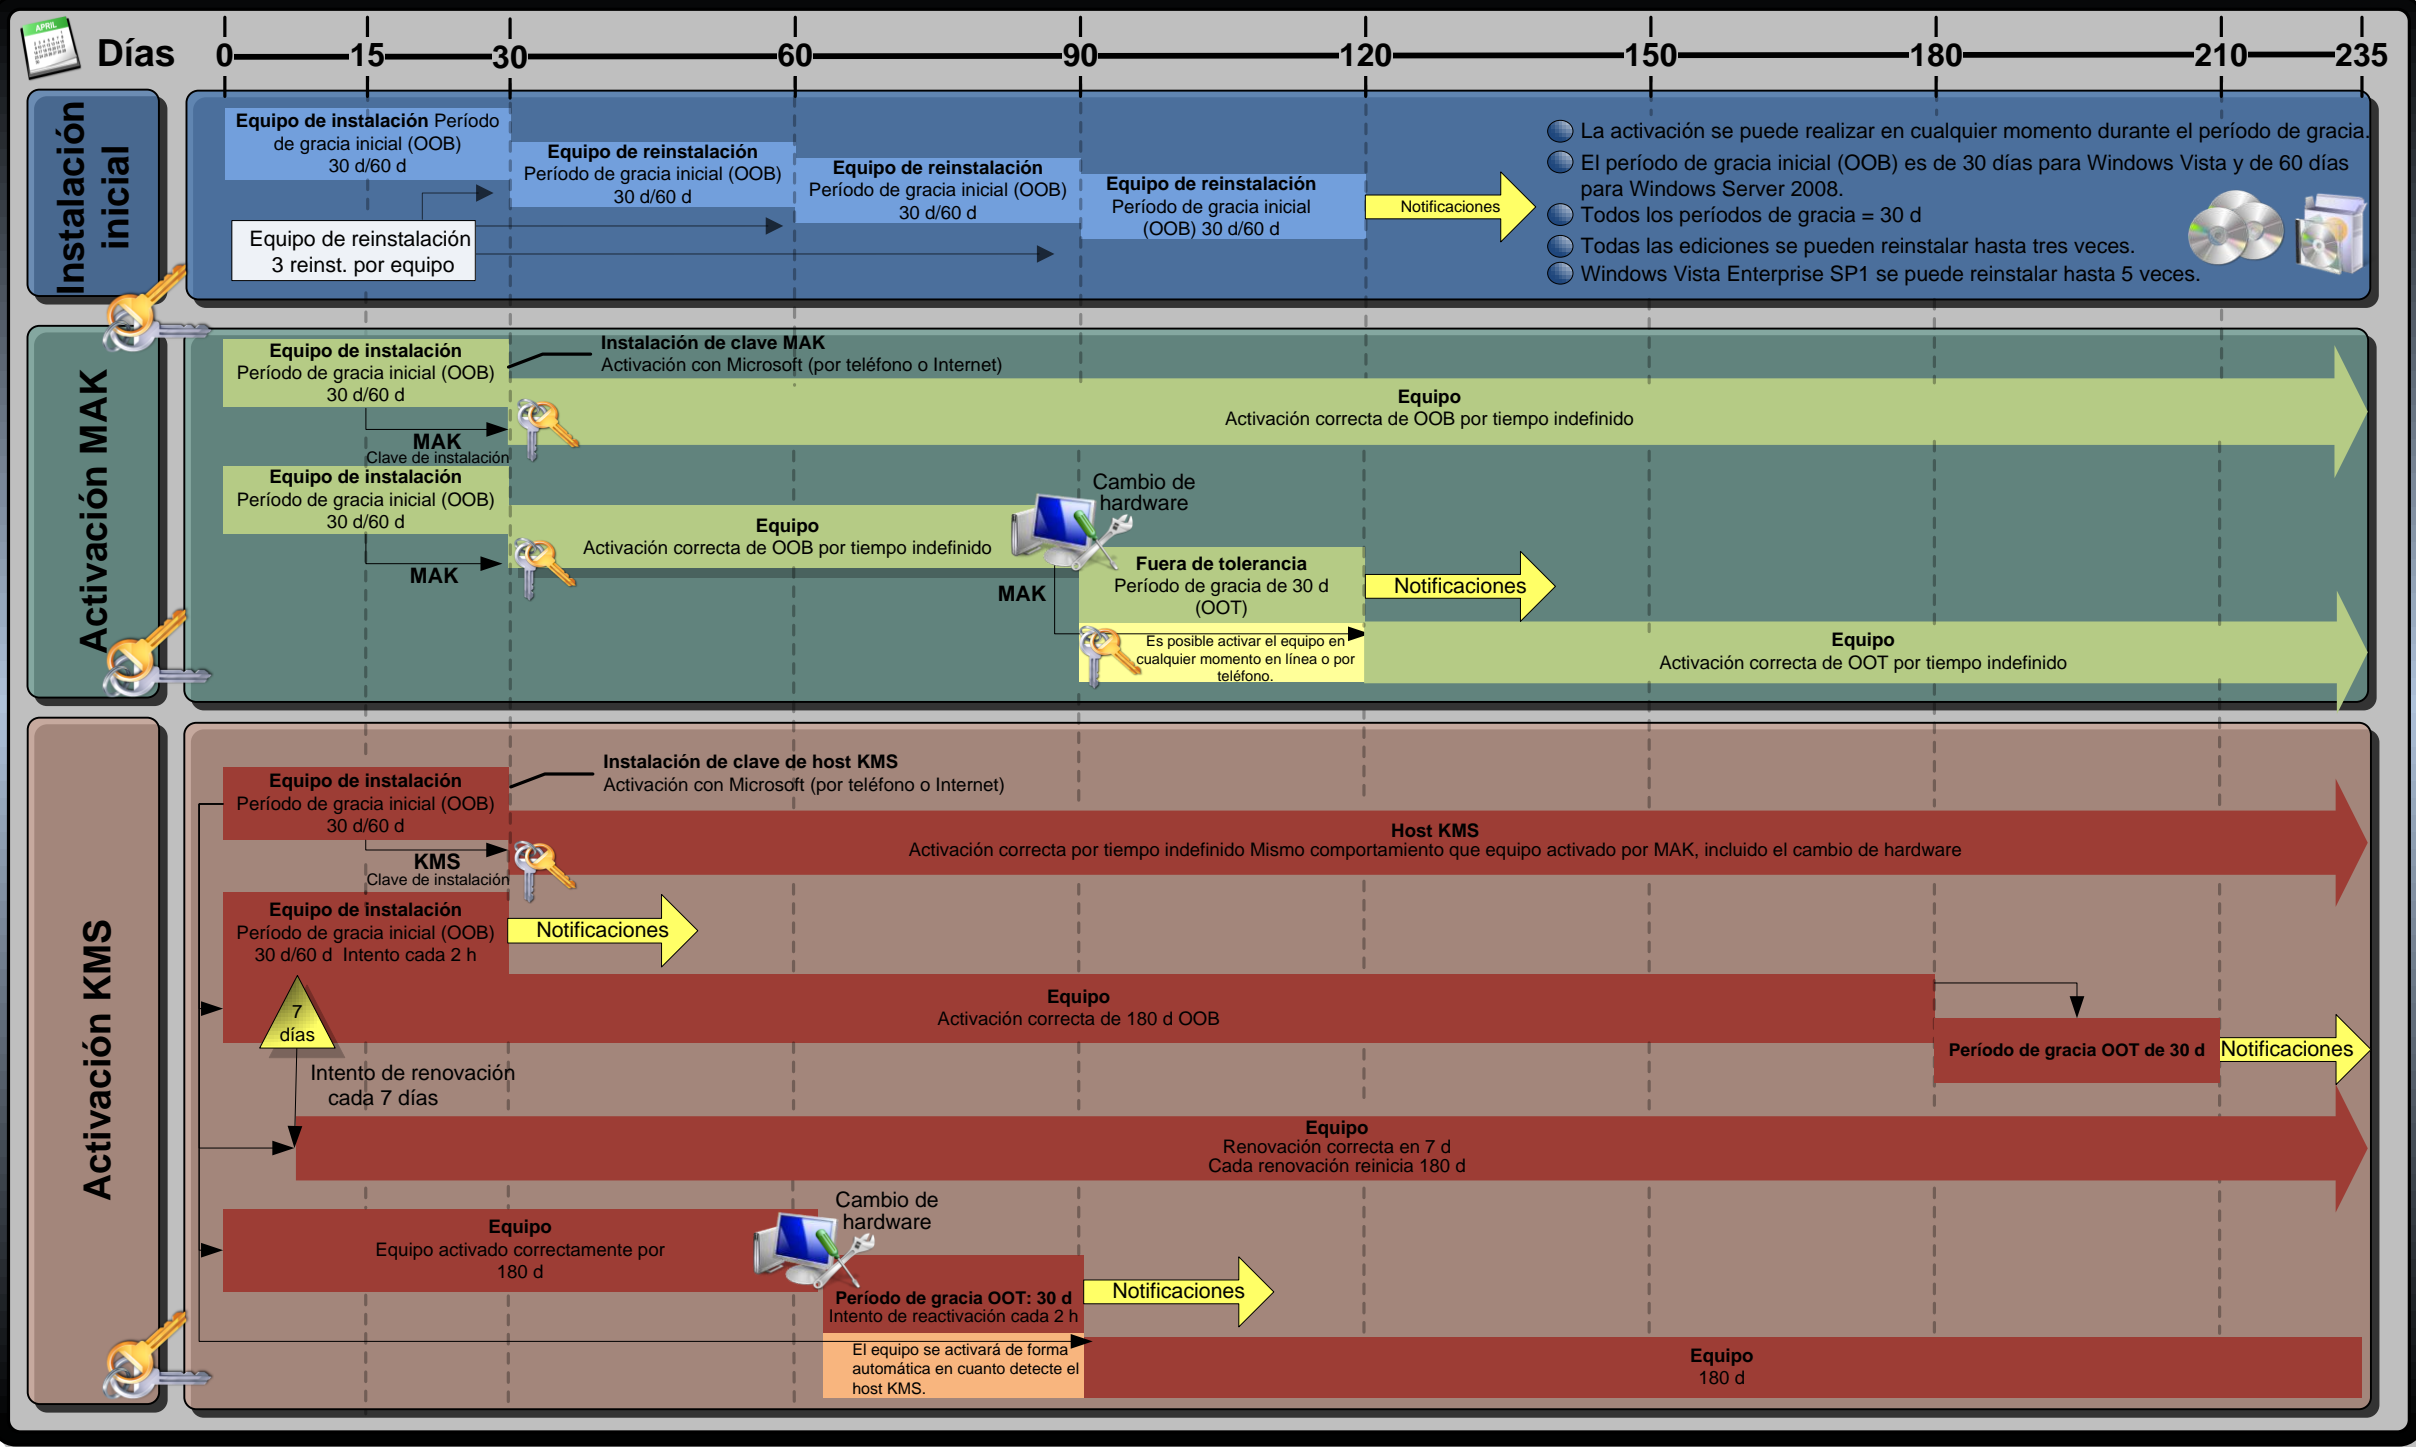 APRIL
Días
0 15 30 60 90 120 150 180 210 235
Instalación
inicial
Equipo de instalación Período
de gracia inicial (OOB)
30 d/60 d
Equipo de reinstalación
Período de gracia inicial (OOB)
30 d/60 d
Equipo de reinstalación
Período de gracia inicial (OOB)
30 d/60 d
Equipo de reinstalación
Período de gracia inicial
(OOB) 30 d/60 d
Notificaciones
Equipo de reinstalación
3 reinst. por equipo
La activación se puede realizar en cualquier momento durante el período de gracia.
El período de gracia inicial (OOB) es de 30 días para Windows Vista y de 60 días
para Windows Server 2008.
Todos los períodos de gracia = 30 d
Todas las ediciones se pueden reinstalar hasta tres veces.
Windows Vista Enterprise SP1 se puede reinstalar hasta 5 veces.
Activación MAK
Equipo de instalación
Período de gracia inicial (OOB)
30 d/60 d
Instalación de clave MAK
Activación con Microsoft (por teléfono o Internet)
MAK
Clave de instalación
Equipo
Activación correcta de OOB por tiempo indefinido
Equipo de instalación
Período de gracia inicial (OOB)
30 d/60 d
MAK
Equipo
Activación correcta de OOB por tiempo indefinido
Cambio de
hardware
MAK
Fuera de tolerancia
Período de gracia de 30 d
(OOT)
Notificaciones
Es posible activar el equipo en
cualquier momento en línea o por
teléfono.
Equipo
Activación correcta de OOT por tiempo indefinido
Activación KMS
Equipo de instalación
Período de gracia inicial (OOB)
30 d/60 d
Instalación de clave de host KMS
Activación con Microsoft (por teléfono o Internet)
KMS
Clave de instalación
Host KMS
Activación correcta por tiempo indefinido Mismo comportamiento que equipo activado por MAK, incluido el cambio de hardware
Equipo de instalación
Período de gracia inicial (OOB)
30 d/60 d Intento cada 2 h
Notificaciones
7
días
Equipo
Activación correcta de 180 d OOB
Período de gracia OOT de 30 d
Notificaciones
Intento de renovación
cada 7 días
Equipo
Renovación correcta en 7 d
Cada renovación reinicia 180 d
Equipo
Equipo activado correctamente por
180 d
Cambio de
hardware
Período de gracia OOT: 30 d
Intento de reactivación cada 2 h
Notificaciones
El equipo se activará de forma
automática en cuanto detecte el
host KMS.
Equipo
180 d